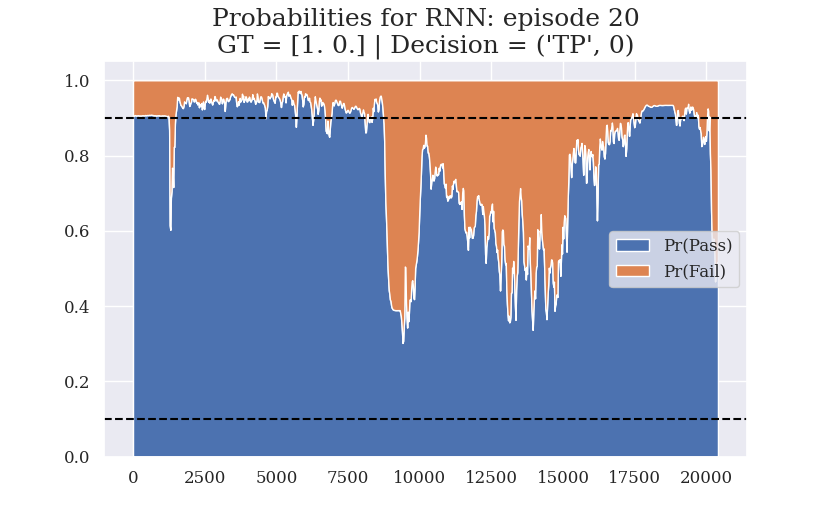 Probabilities for RNN: episode 20
GT = [1. 0.] | Decision = ('TP', 0)
1.0
0.8
0.6
0.4
0.2
0.0
Pr(Pass)
Pr(Fail)
0 2500 5000 7500 10000 12500 15000 17500 20000